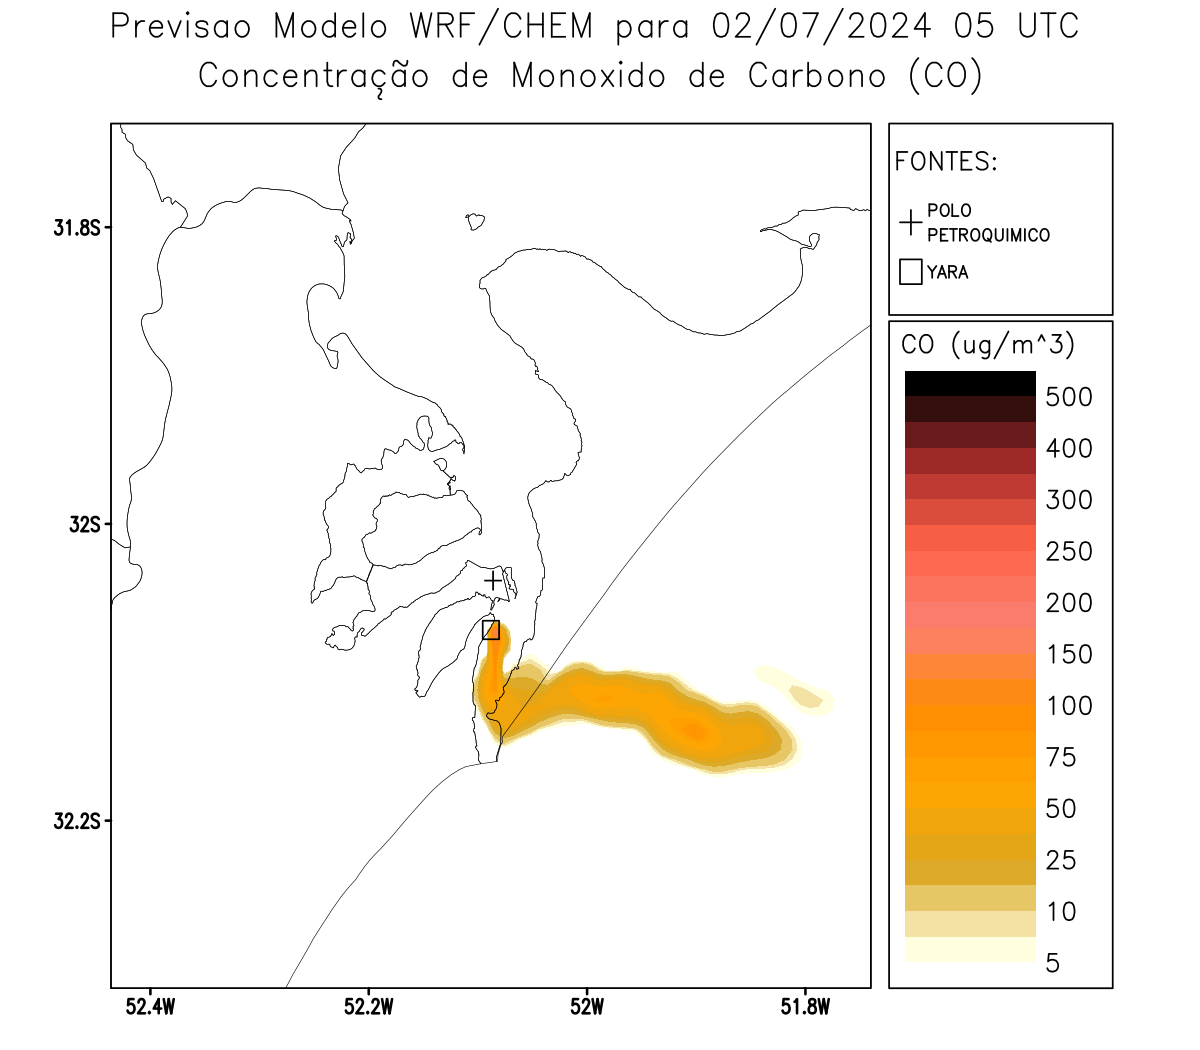 Previsao Modelo WRF/CHEM para 02/07/2024 05 UTC
Concentração de Monoxido de Carbono (CO)
FONTES:
POLO
PETROQUIMICO
YARA
CO (ug/m^3)
500
400
300
250
200
150
100
75
50
25
10
5
31.8S
32S
32.2S
52.4W
52.2W
52W
51.8W